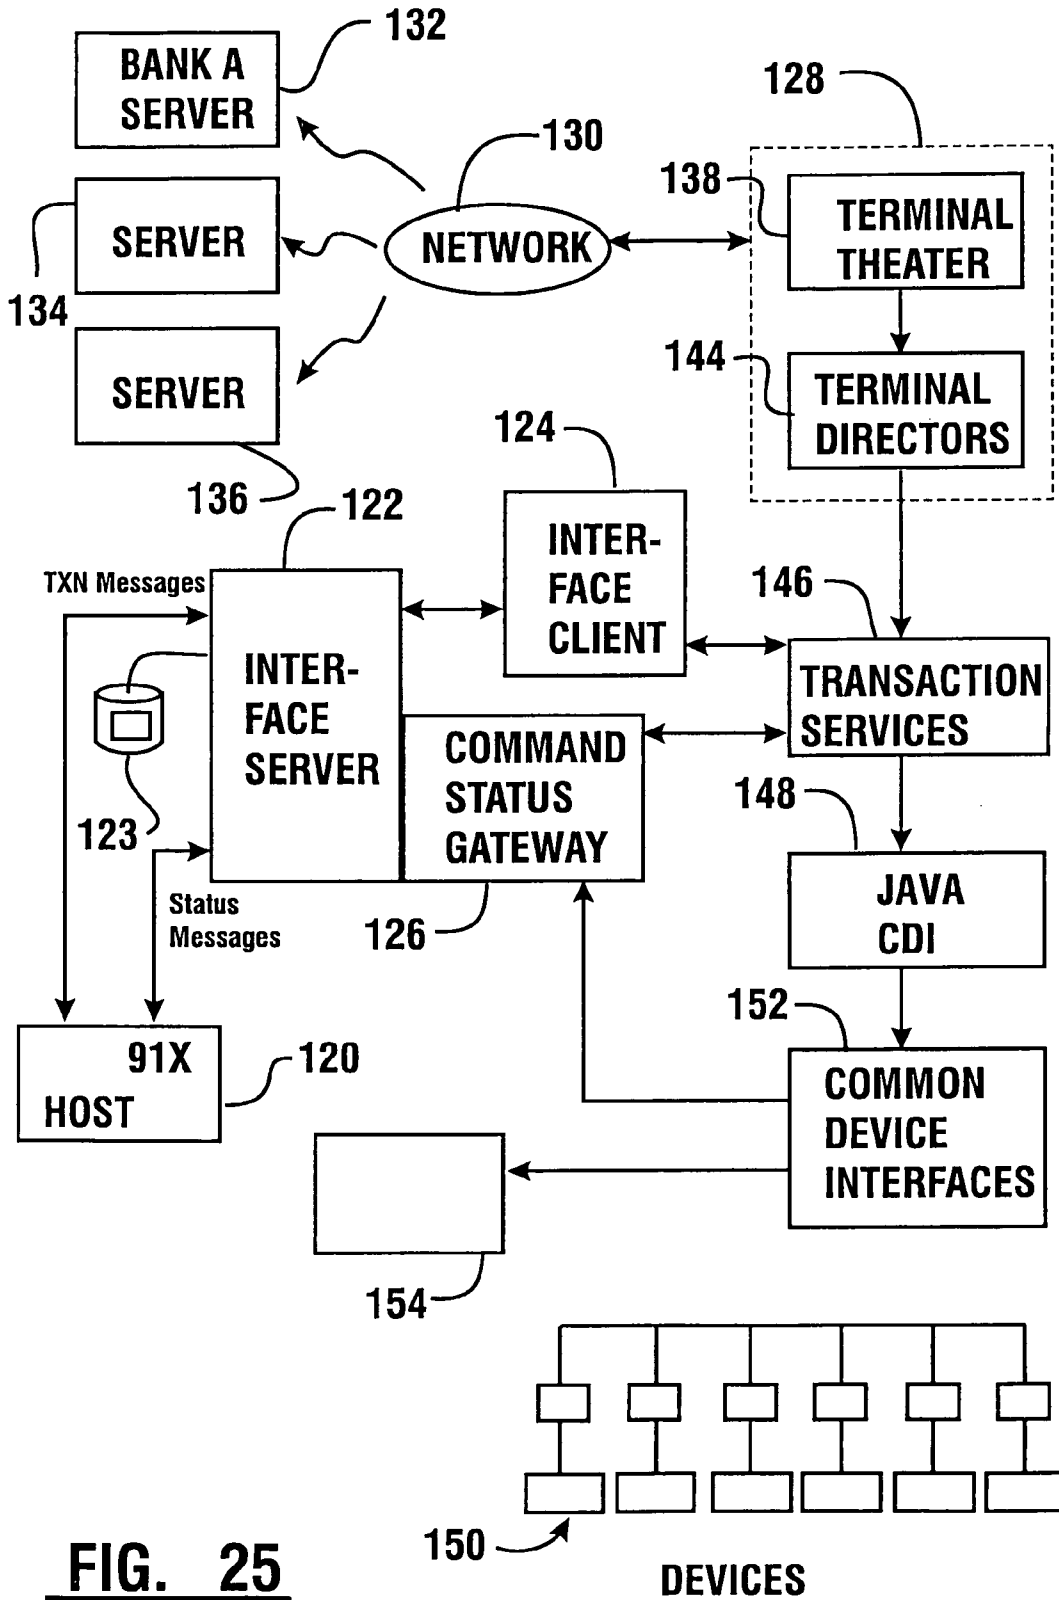 132
BANK A
SERVER
128
130
138
TERMINAL
THEATER
SERVER
NETWORK
134
144
SERVER
TERMINAL
DIRECTORS
124
136
122
INTER-
FACE
CLIENT
TXN Messages
146
INTER-
FACE
SERVER
TRANSACTION
SERVICES
COMMAND
STATUS
GATEWAY
148
123
JAVA
CDI
Status
Messages
126
152
91X
HOST
120
COMMON
DEVICE
INTERFACES
154
150
DEVICES
FIG. 25